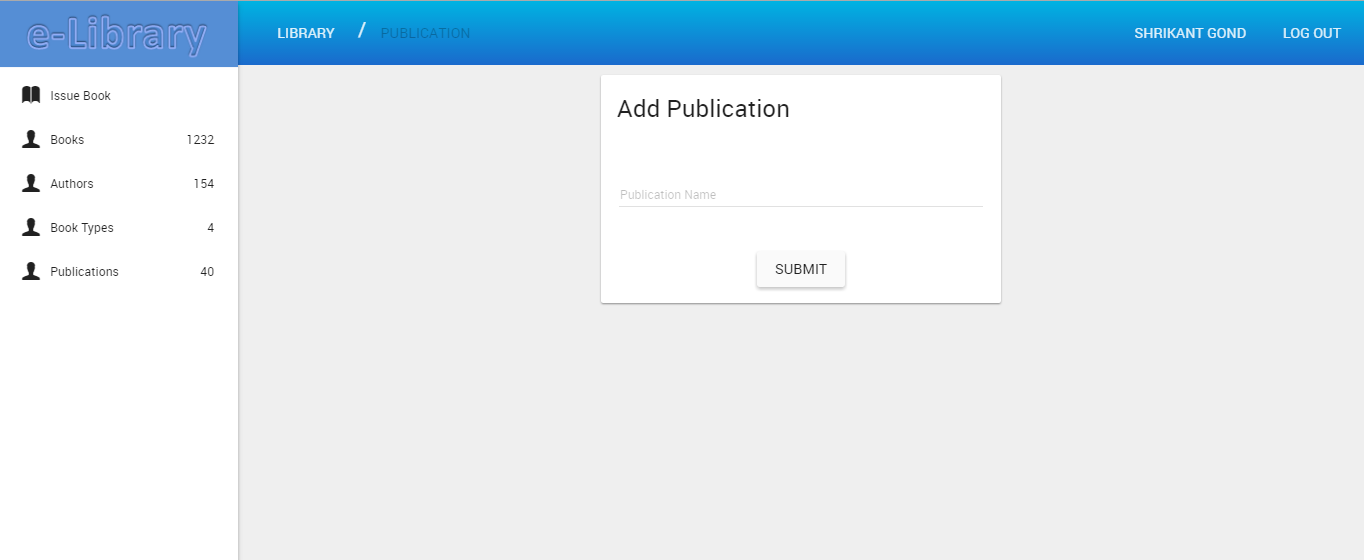 e-Library
LIBRARY / PUBLICATION
SHRIKANT GOND
LOG OUT
Issue Book
Books 1232
Authors 154
Book Types 4
Publications 40
Add Publication
Publication Name
SUBMIT